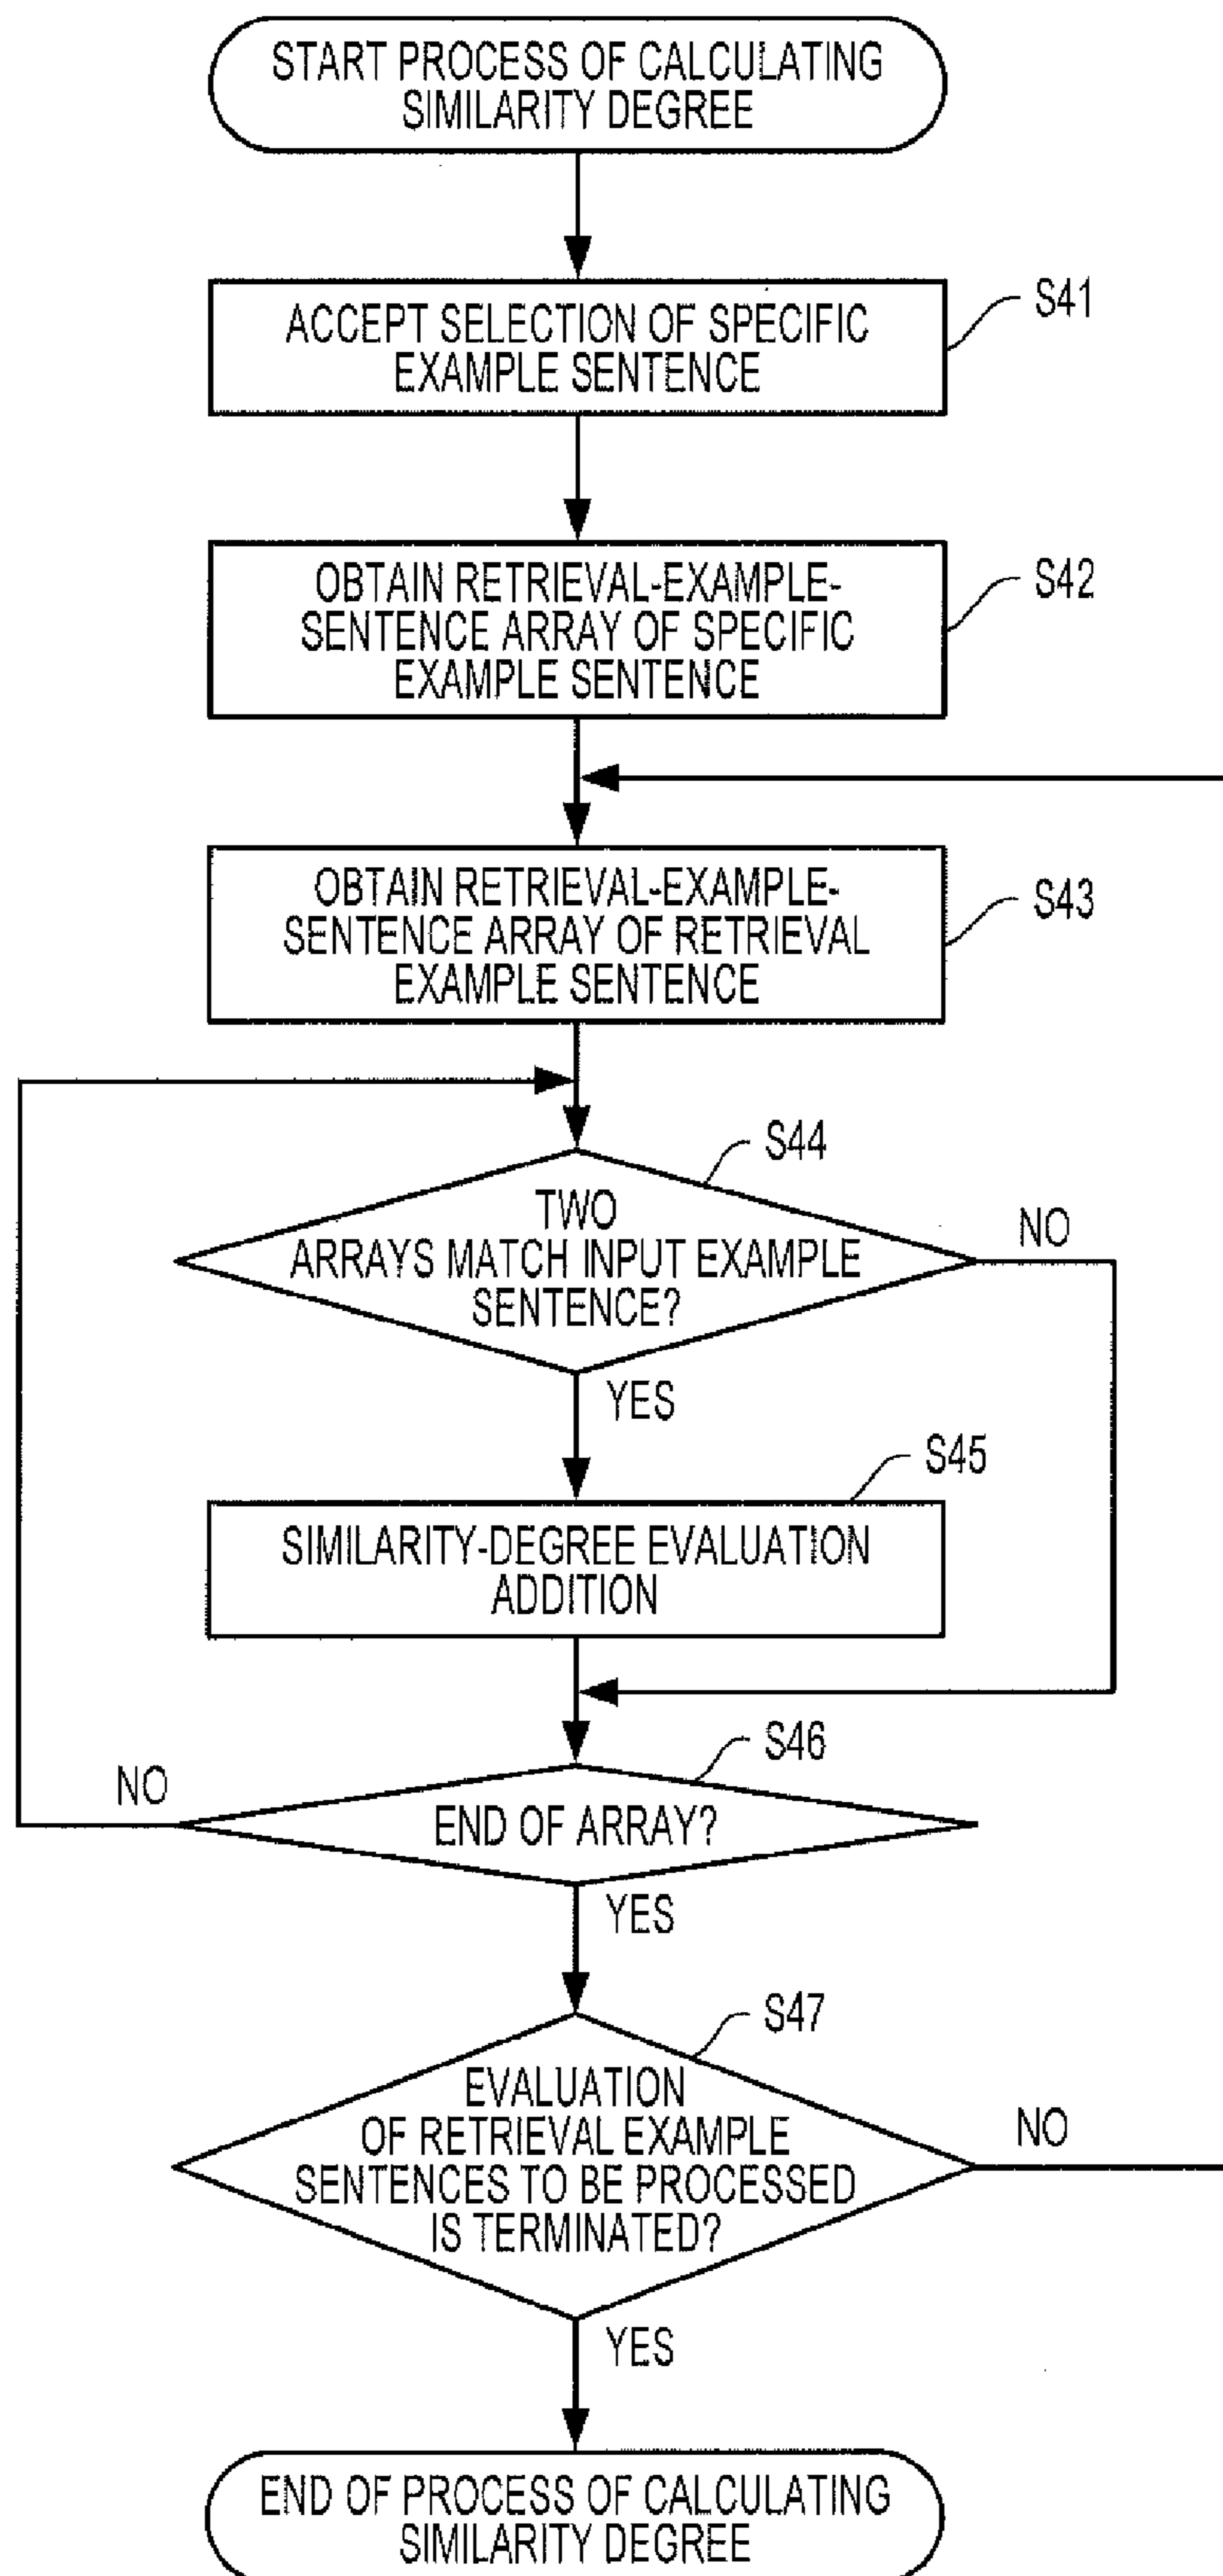 START PROCESS OF CALCULATING
SIMILARITY DEGREE
ACCEPT SELECTION OF SPECIFIC
EXAMPLE SENTENCE
S41
OBTAIN RETRIEVAL-EXAMPLE-
SENTENCE ARRAY OF SPECIFIC
EXAMPLE SENTENCE
S42
OBTAIN RETRIEVAL-EXAMPLE-
SENTENCE ARRAY OF RETRIEVAL
EXAMPLE SENTENCE
S43
S44
TWO
ARRAYS MATCH INPUT EXAMPLE
SENTENCE?
NO
YES
S45
SIMILARITY-DEGREE EVALUATION
ADDITION
S46
NO
END OF ARRAY?
YES
S47
EVALUATION
OF RETRIEVAL EXAMPLE
SENTENCES TO BE PROCESSED
IS TERMINATED?
NO
YES
END OF PROCESS OF CALCULATING
SIMILARITY DEGREE